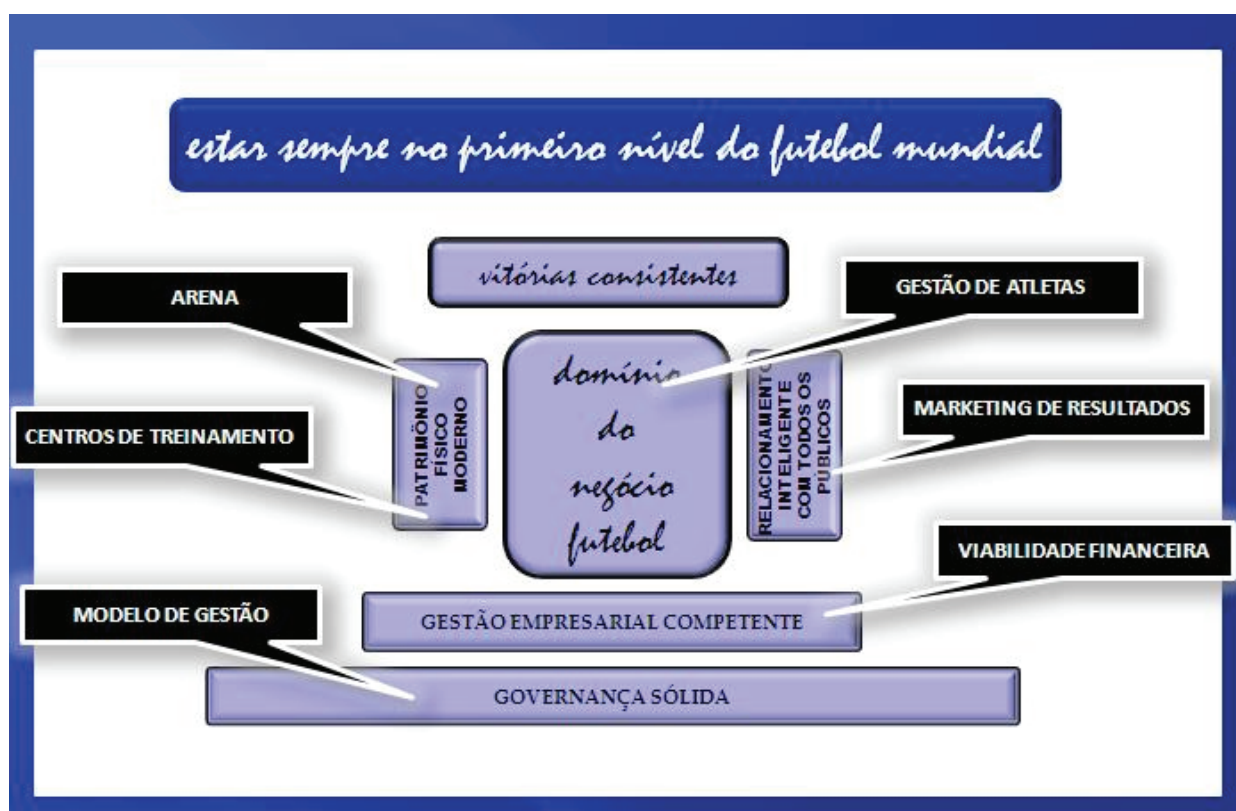 estar sempre no primeiro nível do futebol mundial
vitórias consistentes
ARENA
GESTÃO DE ATLETAS
CENTROS DE TREINAMENTO
PATRIMÔNIO
FÍSICO
MODERNO
domínio
do
negócio
futebol
RELACIONAMENTO
INTELIGENTE
COM TODOS OS
PÚBLICOS
MARKETING DE RESULTADOS
VIABILIDADE FINANCEIRA
MODELO DE GESTÃO
GESTÃO EMPRESARIAL COMPETENTE
GOVERNANÇA SÓLIDA